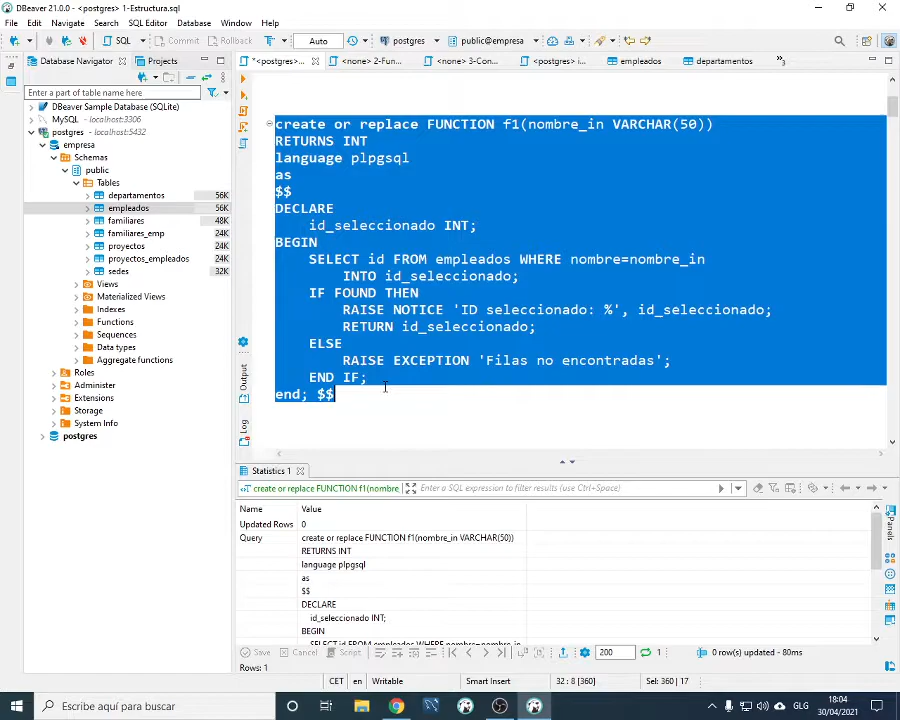 DBeaver 21.0.0 - <postgres> 1-Estructura.sql
File Edit Navigate Search SQL Editor Database Window Help
SQL Commit Rollback Auto postgres public@empresa
Database Navigator Projects
*<postgres>... <none> 2-Fun... <none> 3-Con... <postgres> i... empleados departamentos
Enter a part of table name here
DBeaver Sample Database (SQLite)
MySQL - localhost:3306
postgres - localhost:5432
empresa
Schemas
public
Tables
departamentos 56K
empleados 56K
familiares 48K
familiares_emp 24K
proyectos 24K
proyectos_empleados 24K
sedes 32K
Views
Materialized Views
Indexes
Functions
Sequences
Data types
Aggregate functions
Roles
Administer
Extensions
Storage
System Info
postgres
create or replace FUNCTION f1(nombre_in VARCHAR(50))
RETURNS INT
language plpgsql
as
$$
DECLARE
id_seleccionado INT;
BEGIN
SELECT id FROM empleados WHERE nombre=nombre_in
INTO id_seleccionado;
IF FOUND THEN
RAISE NOTICE 'ID seleccionado: %', id_seleccionado;
RETURN id_seleccionado;
ELSE
RAISE EXCEPTION 'Filas no encontradas';
END IF;
end; $$
Output
Log
Statistics 1
create or replace FUNCTION f1(nombre Enter a SQL expression to filter results (use Ctrl+Space)
Name Value
Updated Rows 0
Query create or replace FUNCTION f1(nombre_in VARCHAR(50))
RETURNS INT
language plpgsql
as
$$
DECLARE
id_seleccionado INT;
BEGIN
SELECT id FROM empleados WHERE nombre=nombre_in
Panels
Save Cancel Script 200 1 0 row(s) updated - 80ms
Rows: 1
CET en Writable Smart Insert 32 : 8 [360] Sel: 360 | 17
Escribe aquí para buscar
GLG
18:04
30/04/2021